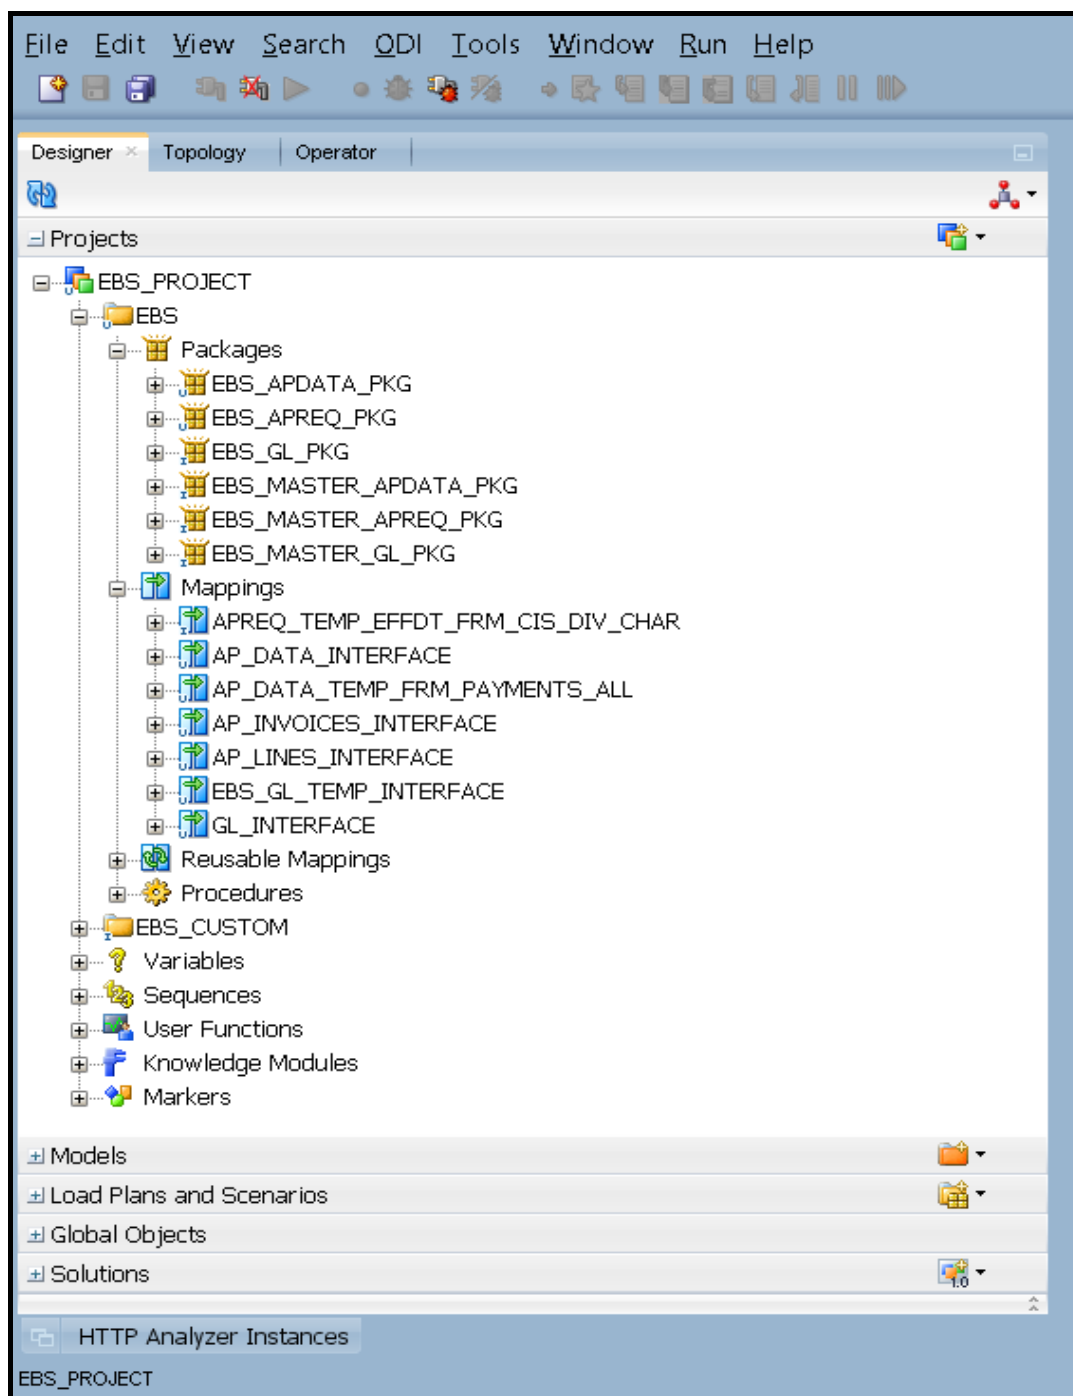 File Edit View Search ODI Tools Window Run Help
Designer Topology Operator
Projects
EBS_PROJECT
EBS
Packages
EBS_APDATA_PKG
EBS_APREQ_PKG
EBS_GL_PKG
EBS_MASTER_APDATA_PKG
EBS_MASTER_APREQ_PKG
EBS_MASTER_GL_PKG
Mappings
APREQ_TEMP_EFFDT_FRM_CIS_DIV_CHAR
AP_DATA_INTERFACE
AP_DATA_TEMP_FRM_PAYMENTS_ALL
AP_INVOICES_INTERFACE
AP_LINES_INTERFACE
EBS_GL_TEMP_INTERFACE
GL_INTERFACE
Reusable Mappings
Procedures
EBS_CUSTOM
Variables
Sequences
User Functions
Knowledge Modules
Markers
Models
Load Plans and Scenarios
Global Objects
Solutions
1.0
HTTP Analyzer Instances
EBS_PROJECT